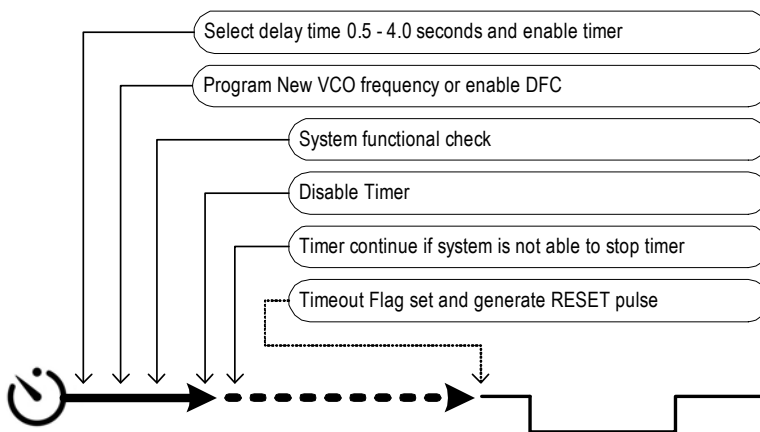 Select delay time 0.5 - 4.0 seconds and enable timer
Program New VCO frequency or enable DFC
System functional check
Disable Timer
Timer continue if system is not able to stop timer
Timeout Flag set and generate RESET pulse